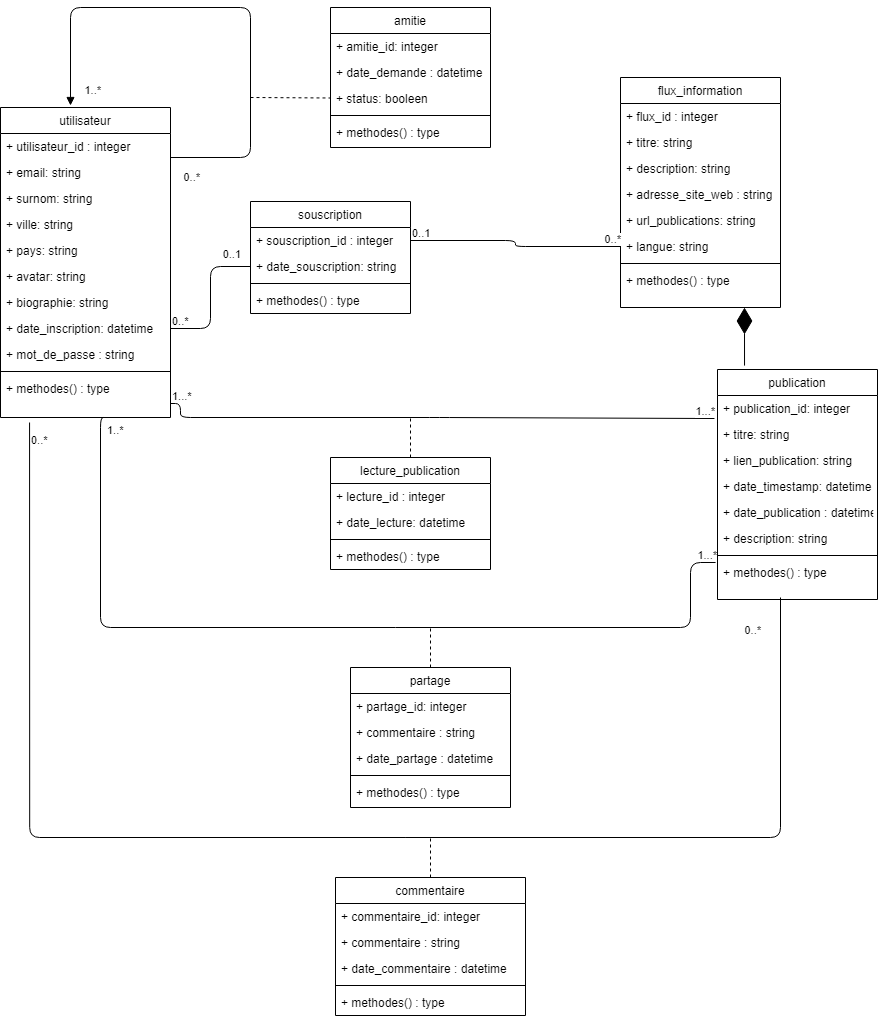 amitie
+ amitie_id: integer
+ date_demande : datetime
+ status: booleen
+ methodes() : type
1..*
0..*
utilisateur
+ utilisateur_id : integer
+ email: string
+ surnom: string
+ ville: string
+ pays: string
+ avatar: string
+ biographie: string
+ date_inscription: datetime
+ mot_de_passe : string
+ methodes() : type
flux_information
+ flux_id : integer
+ titre: string
+ description: string
+ adresse_site_web : string
+ url_publications: string
+ langue: string
+ methodes() : type
souscription
+ souscription_id : integer
+ date_souscription: string
+ methodes() : type
0..1
0..*
0..1
0..*
publication
+ publication_id: integer
+ titre: string
+ lien_publication: string
+ date_timestamp: datetime
+ date_publication : datetime
+ description: string
+ methodes() : type
1...*
1...*
0..*
1..*
lecture_publication
+ lecture_id : integer
+ date_lecture: datetime
+ methodes() : type
1...*
0..*
partage
+ partage_id: integer
+ commentaire : string
+ date_partage : datetime
+ methodes() : type
commentaire
+ commentaire_id: integer
+ commentaire : string
+ date_commentaire : datetime
+ methodes() : type